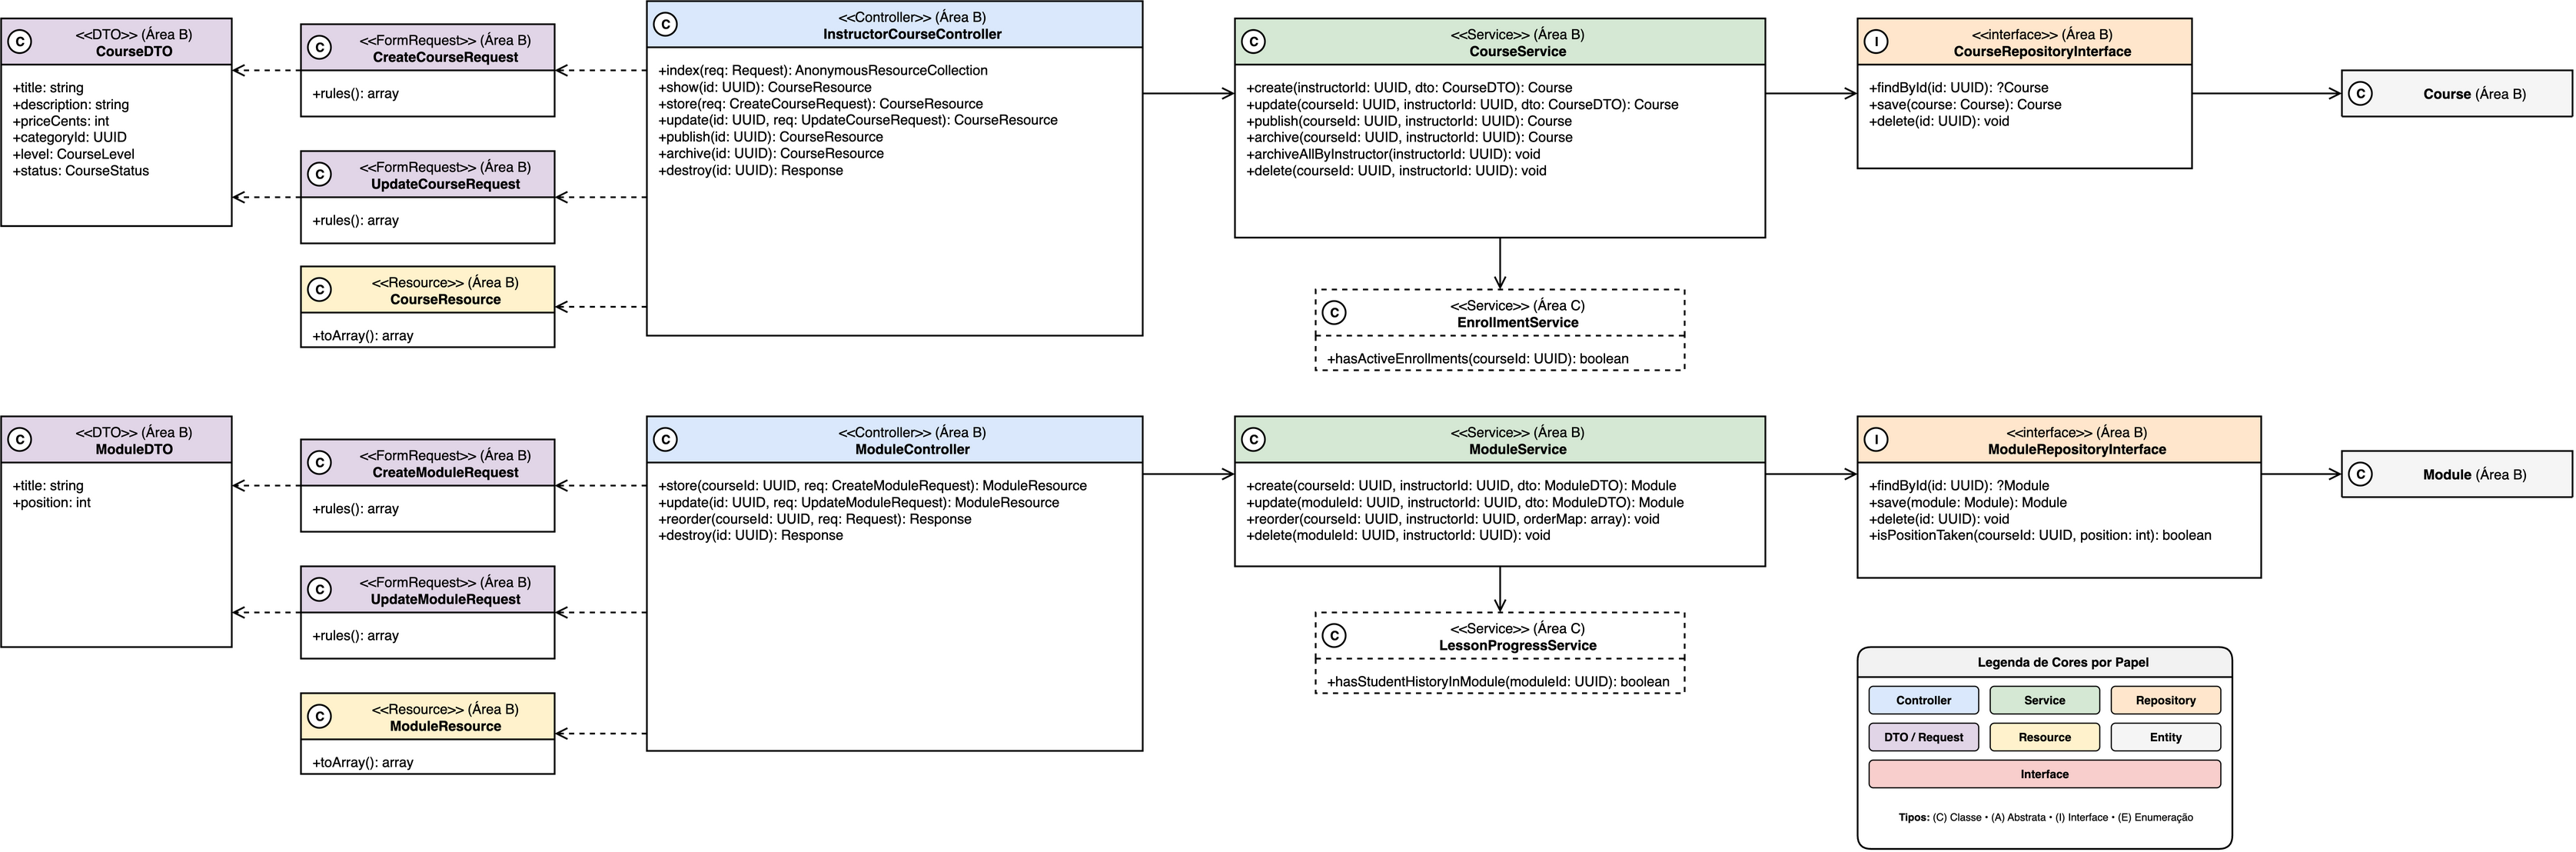 C
<<DTO>> (Área B)
CourseDTO
+title: string
+description: string
+priceCents: int
+categoryId: UUID
+level: CourseLevel
+status: CourseStatus
C
<<FormRequest>> (Área B)
CreateCourseRequest
+rules(): array
C
<<FormRequest>> (Área B)
UpdateCourseRequest
+rules(): array
C
<<Resource>> (Área B)
CourseResource
+toArray(): array
C
<<Controller>> (Área B)
InstructorCourseController
+index(req: Request): AnonymousResourceCollection
+show(id: UUID): CourseResource
+store(req: CreateCourseRequest): CourseResource
+update(id: UUID, req: UpdateCourseRequest): CourseResource
+publish(id: UUID): CourseResource
+archive(id: UUID): CourseResource
+destroy(id: UUID): Response
C
<<Service>> (Área B)
CourseService
+create(instructorId: UUID, dto: CourseDTO): Course
+update(courseId: UUID, instructorId: UUID, dto: CourseDTO): Course
+publish(courseId: UUID, instructorId: UUID): Course
+archive(courseId: UUID, instructorId: UUID): Course
+archiveAllByInstructor(instructorId: UUID): void
+delete(courseId: UUID, instructorId: UUID): void
C
<<Service>> (Área C)
EnrollmentService
+hasActiveEnrollments(courseId: UUID): boolean
I
<<interface>> (Área B)
CourseRepositoryInterface
+findById(id: UUID): ?Course
+save(course: Course): Course
+delete(id: UUID): void
C
Course (Área B)
C
<<DTO>> (Área B)
ModuleDTO
+title: string
+position: int
C
<<FormRequest>> (Área B)
CreateModuleRequest
+rules(): array
C
<<FormRequest>> (Área B)
UpdateModuleRequest
+rules(): array
C
<<Resource>> (Área B)
ModuleResource
+toArray(): array
C
<<Controller>> (Área B)
ModuleController
+store(courseId: UUID, req: CreateModuleRequest): ModuleResource
+update(id: UUID, req: UpdateModuleRequest): ModuleResource
+reorder(courseId: UUID, req: Request): Response
+destroy(id: UUID): Response
C
<<Service>> (Área B)
ModuleService
+create(courseId: UUID, instructorId: UUID, dto: ModuleDTO): Module
+update(moduleId: UUID, instructorId: UUID, dto: ModuleDTO): Module
+reorder(courseId: UUID, instructorId: UUID, orderMap: array): void
+delete(moduleId: UUID, instructorId: UUID): void
C
<<Service>> (Área C)
LessonProgressService
+hasStudentHistoryInModule(moduleId: UUID): boolean
I
<<interface>> (Área B)
ModuleRepositoryInterface
+findById(id: UUID): ?Module
+save(module: Module): Module
+delete(id: UUID): void
+isPositionTaken(courseId: UUID, position: int): boolean
C
Module (Área B)
Legenda de Cores por Papel
Controller
Service
Repository
DTO / Request
Resource
Entity
Interface
Tipos: (C) Classe • (A) Abstrata • (I) Interface • (E) Enumeração